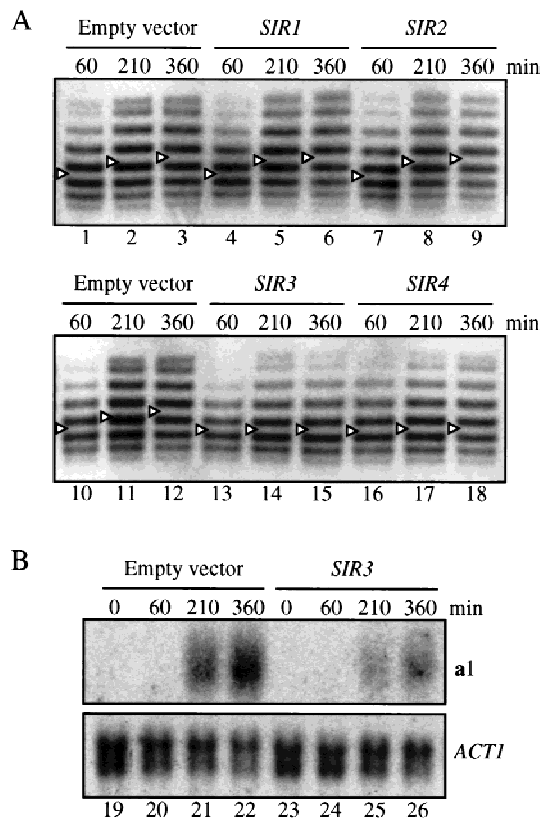 A
Empty vector SIR1 SIR2
60 210 360 60 210 360 60 210 360 min
1 2 3 4 5 6 7 8 9
Empty vector SIR3 SIR4
60 210 360 60 210 360 60 210 360 min
10 11 12 13 14 15 16 17 18
B
Empty vector SIR3
0 60 210 360 0 60 210 360 min
a1
ACT1
19 20 21 22 23 24 25 26